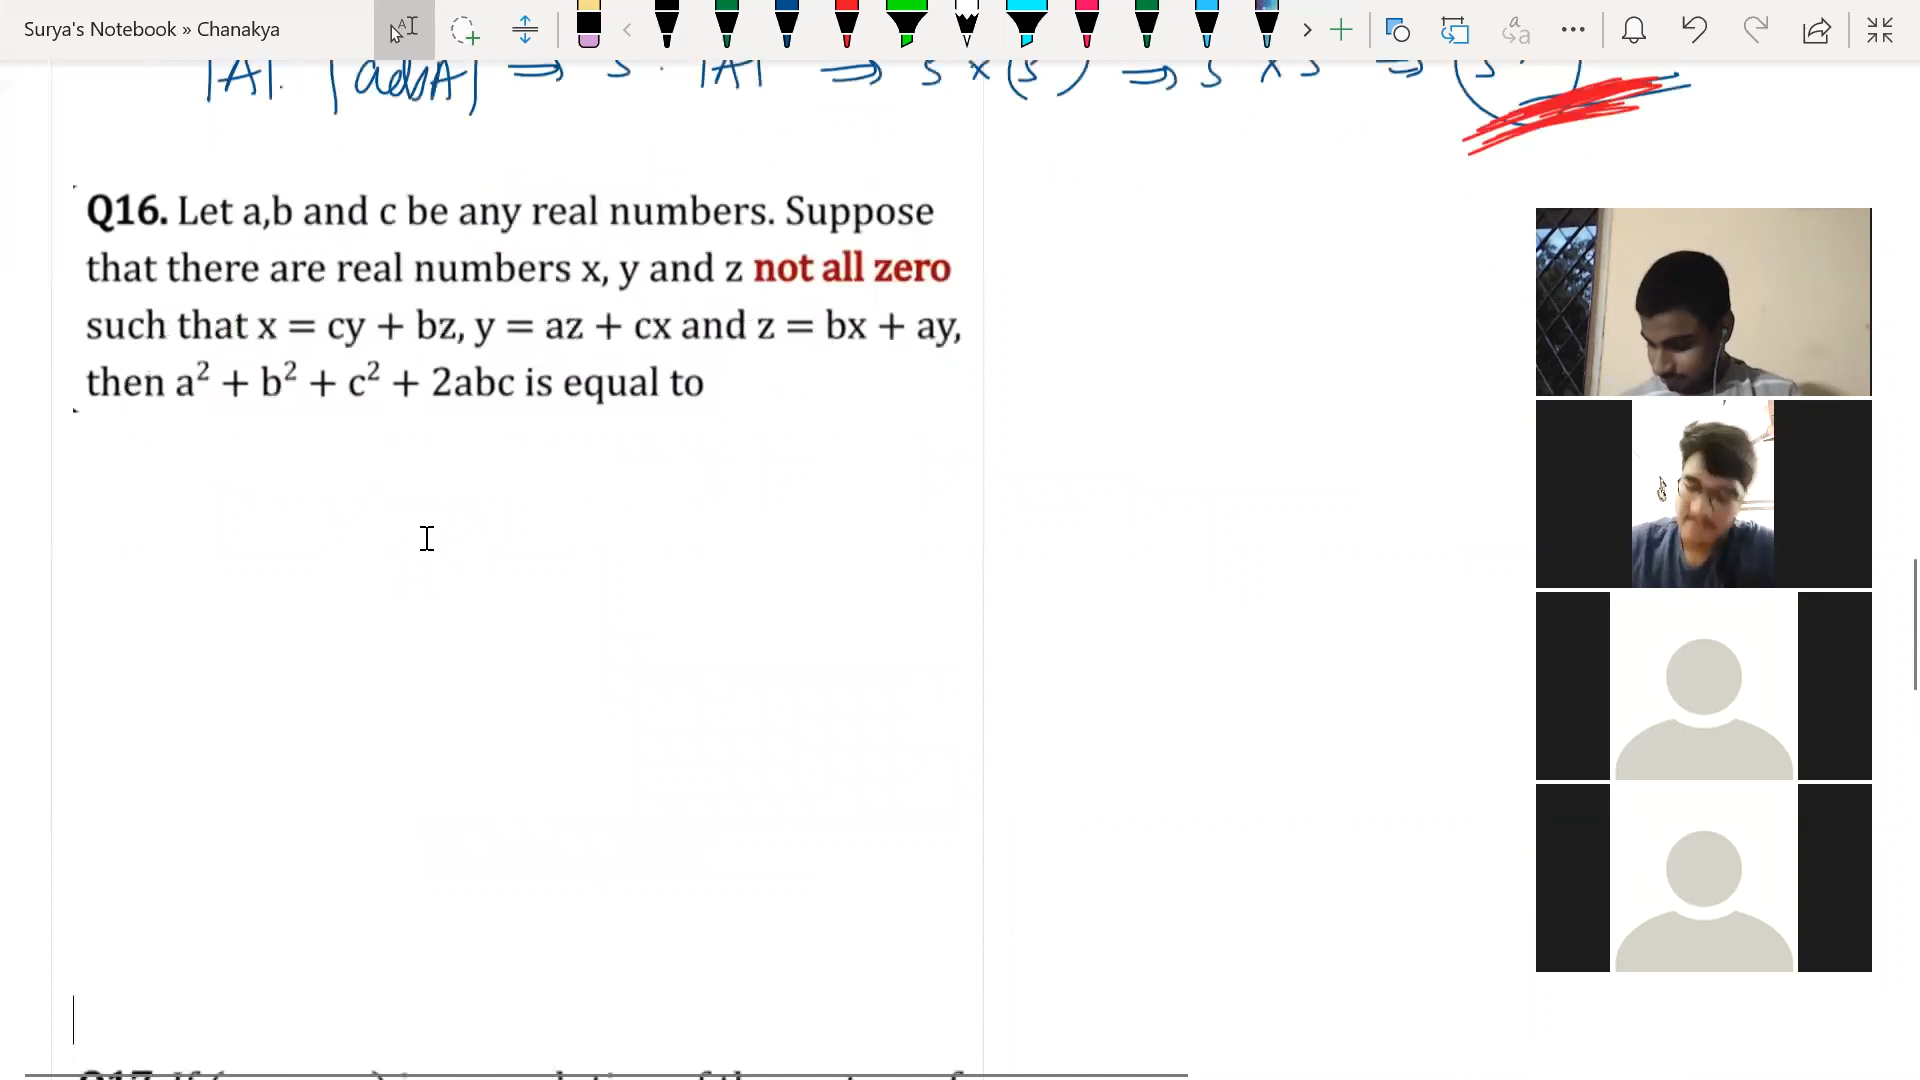 Surya's Notebook » Chanakya
|A|. |adjA| ⇒
Q16. Let a,b and c be any real numbers. Suppose
that there are real numbers x, y and z not all zero
such that x = cy + bz, y = az + cx and z = bx + ay,
then a² + b² + c² + 2abc is equal to